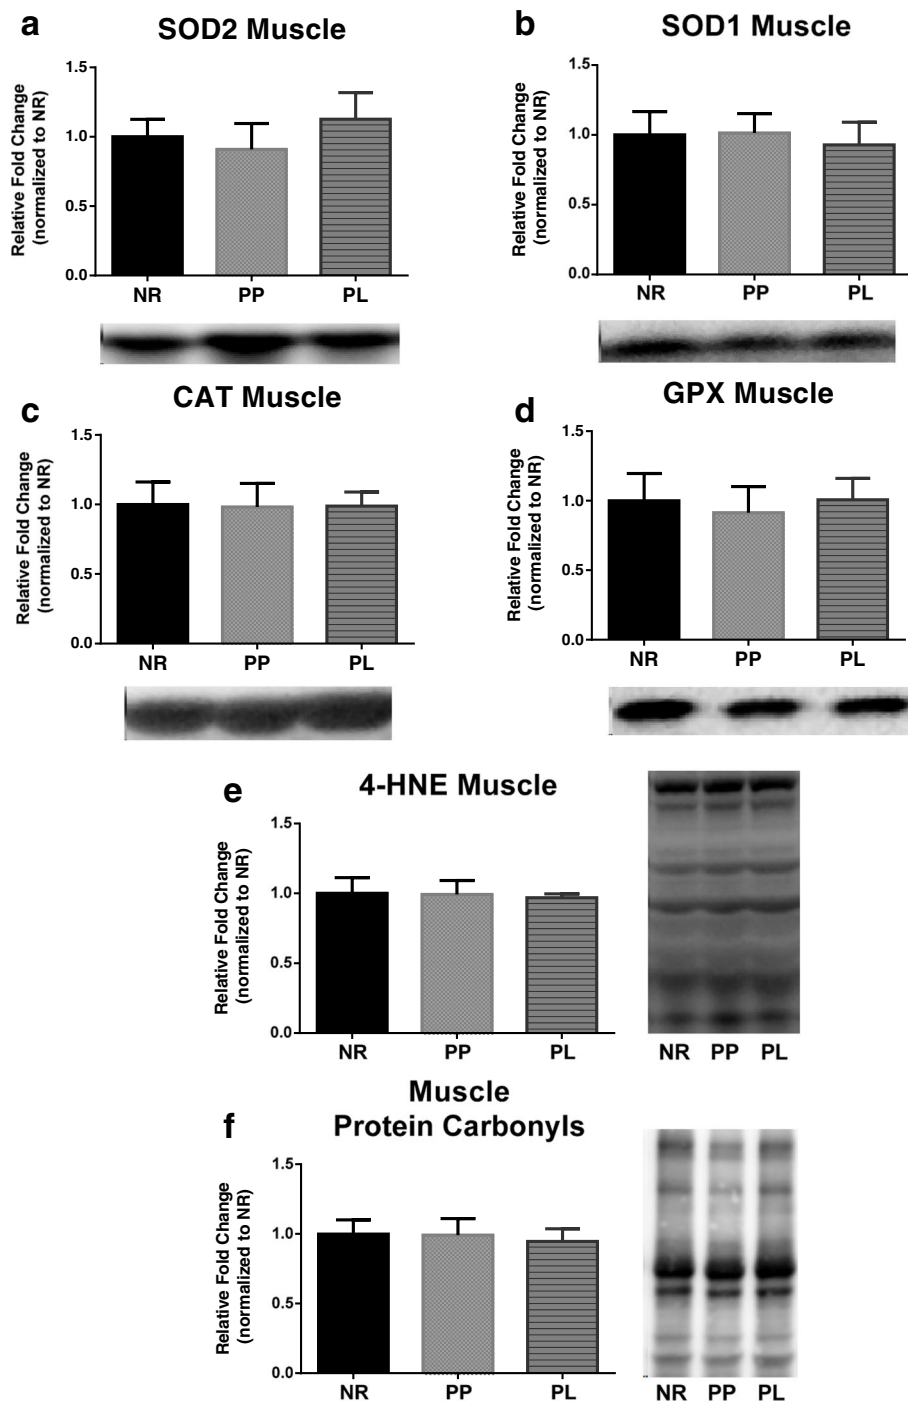 a
SOD2 Muscle
Relative Fold Change
(normalized to NR)
1.5
1.0
0.5
0.0
NR PP PL
b
SOD1 Muscle
Relative Fold Change
(normalized to NR)
1.5
1.0
0.5
0.0
NR PP PL
c
CAT Muscle
Relative Fold Change
(normalized to NR)
1.5
1.0
0.5
0.0
NR PP PL
d
GPX Muscle
Relative Fold Change
(normalized to NR)
1.5
1.0
0.5
0.0
NR PP PL
e
4-HNE Muscle
Relative Fold Change
(normalized to NR)
1.5
1.0
0.5
0.0
NR PP PL
NR PP PL
f
Muscle
Protein Carbonyls
Relative Fold Change
(normalized to NR)
1.5
1.0
0.5
0.0
NR PP PL
NR PP PL